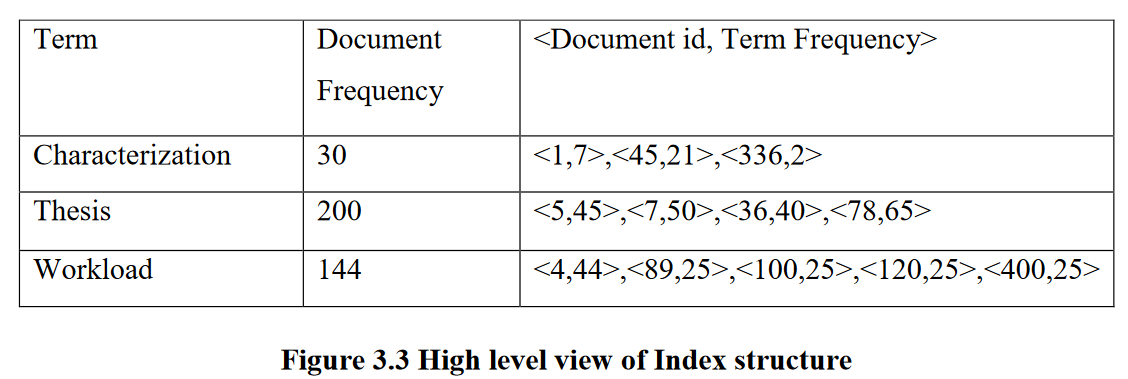 Term Document <Document id, Term Frequency>
Frequency
Characterization 30 <1,7>,<45,21>,<336,2>
Thesis 200 <5,45>,<7,50>,<36,40>,<78,65>
Workload 144 <4,44>,<89,25>,<100,25>,<120,25>,<400,25>
Figure 3.3 High level view of Index structure